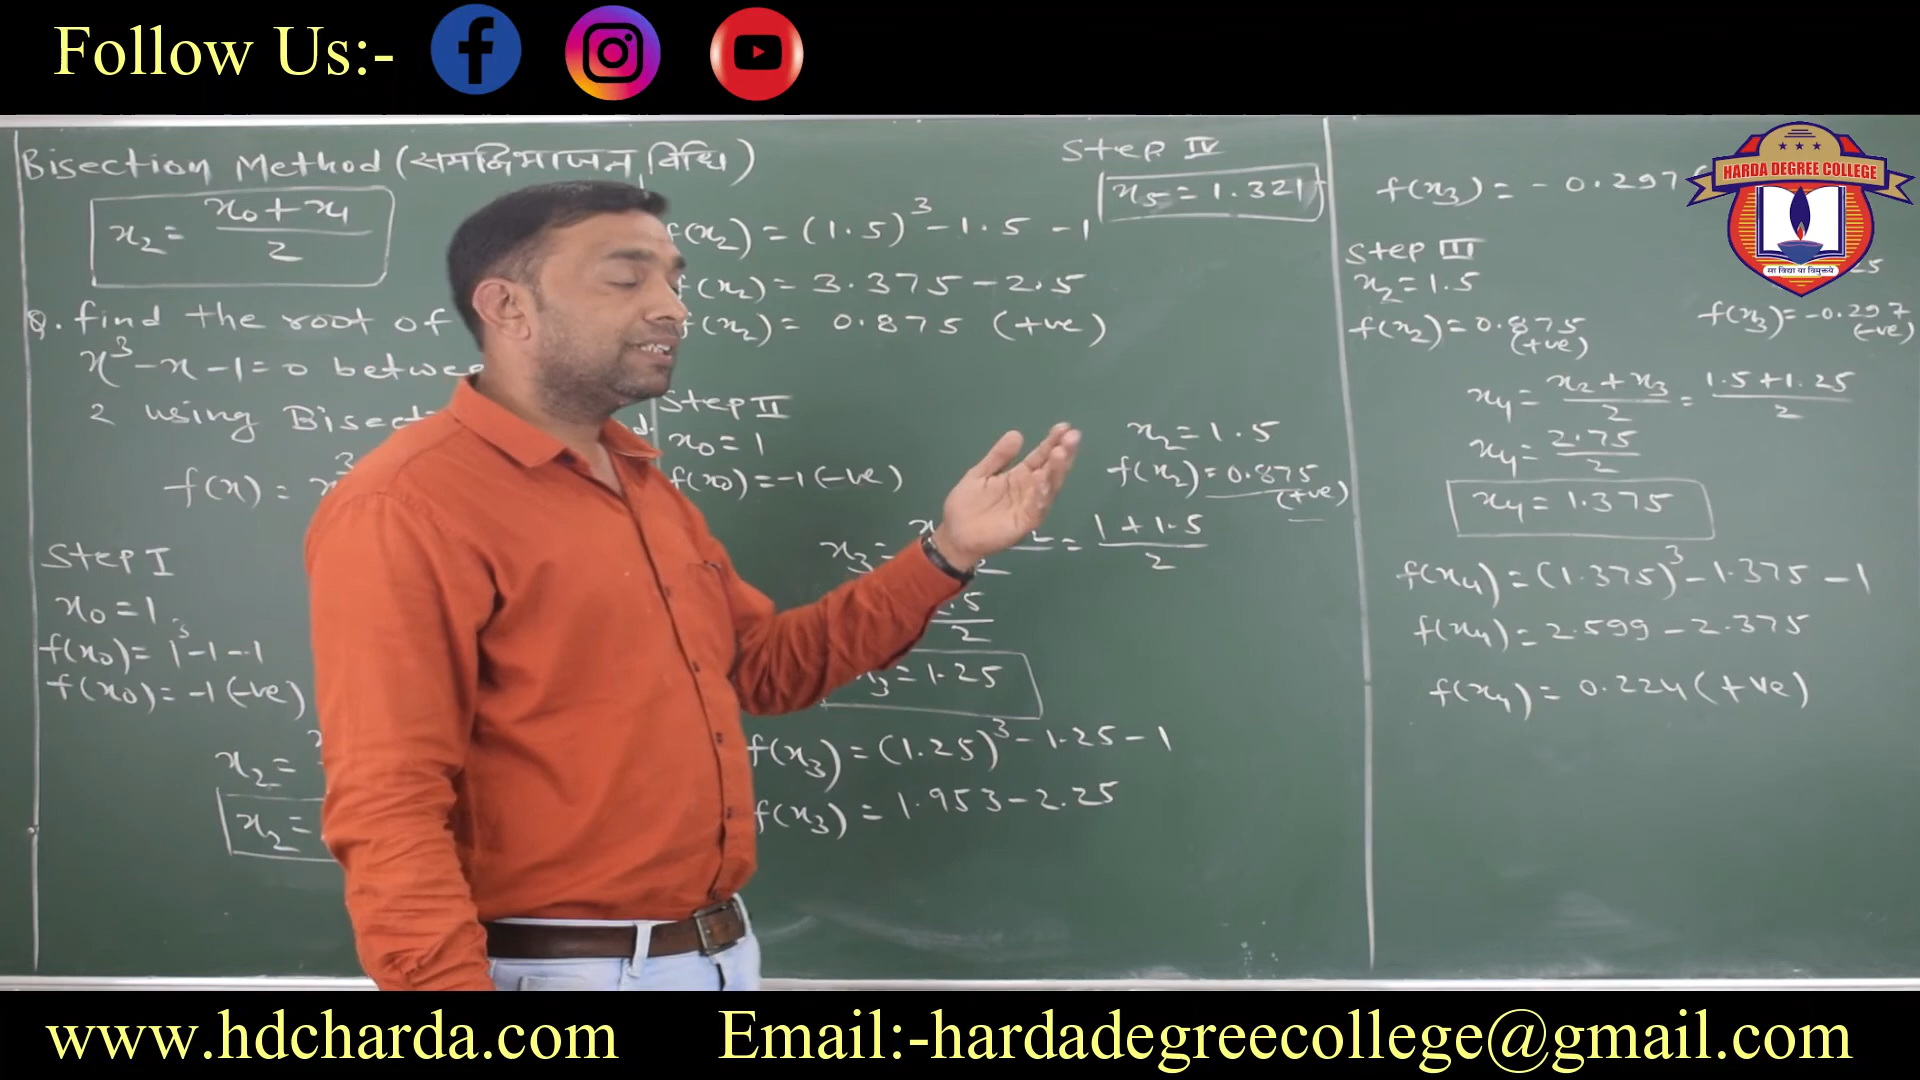 Follow Us:-
Bisection Method (समद्विभाजन विधि)
x₂ = x₀+x₁ / 2
Q. find the root of
x³-x-1=0 betwee
2 using Bisect d.
f(x) = x³
Step I
x₀=1
f(x₀)= 1³-1-1
f(x₀)= -1 (-ve)
x₂ =
x₂ =
f(x₂) = (1.5)³-1.5 -1
f(x₂) = 3.375-2.5
f(x₂) = 0.875 (+ve)
Step II
x₀=1
f(x₀)=-1 (-ve)
x₂=1.5
f(x₂)=0.875
(+ve)
x₃= = 1+1.5 / 2
.5 / 2
x₃=1.25
f(x₃) = (1.25)³-1.25-1
f(x₃) = 1.953-2.25
Step IV
x₅=1.321
f(x₃) = -0.297
Step III
x₂=1.5
f(x₂)=0.875
(+ve)
f(x₃)=-0.297
(-ve)
x₄= x₂+x₃ / 2 = 1.5+1.25 / 2
x₄= 2.75 / 2
x₄=1.375
f(x₄) = (1.375)³-1.375-1
f(x₄)=2.599-2.375
f(x₄) = 0.224 (+ve)
HARDA DEGREE COLLEGE
सा विद्या या विमुक्तये
www.hdcharda.com
Email:-hardadegreecollege@gmail.com